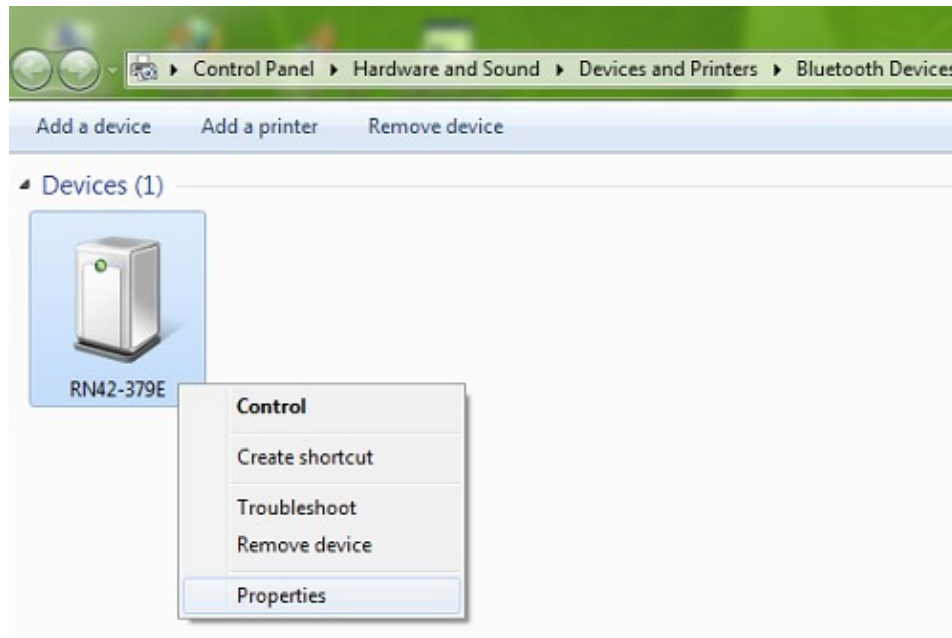 Control Panel ▸ Hardware and Sound ▸ Devices and Printers ▸ Bluetooth Devices
Add a device Add a printer Remove device
Devices (1)
RN42-379E
Control
Create shortcut
Troubleshoot
Remove device
Properties